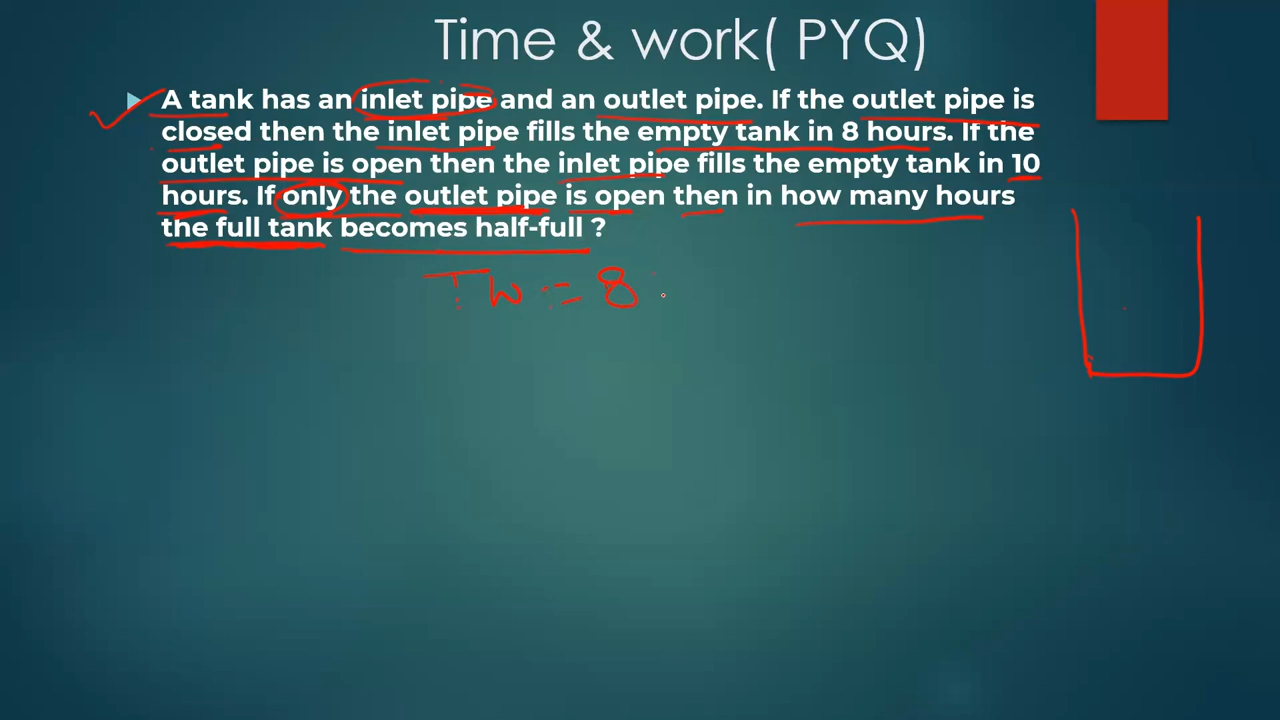 Time & work( PYQ)
A tank has an inlet pipe and an outlet pipe. If the outlet pipe is
closed then the inlet pipe fills the empty tank in 8 hours. If the
outlet pipe is open then the inlet pipe fills the empty tank in 10
hours. If only the outlet pipe is open then in how many hours
the full tank becomes half-full ?
TW = 8